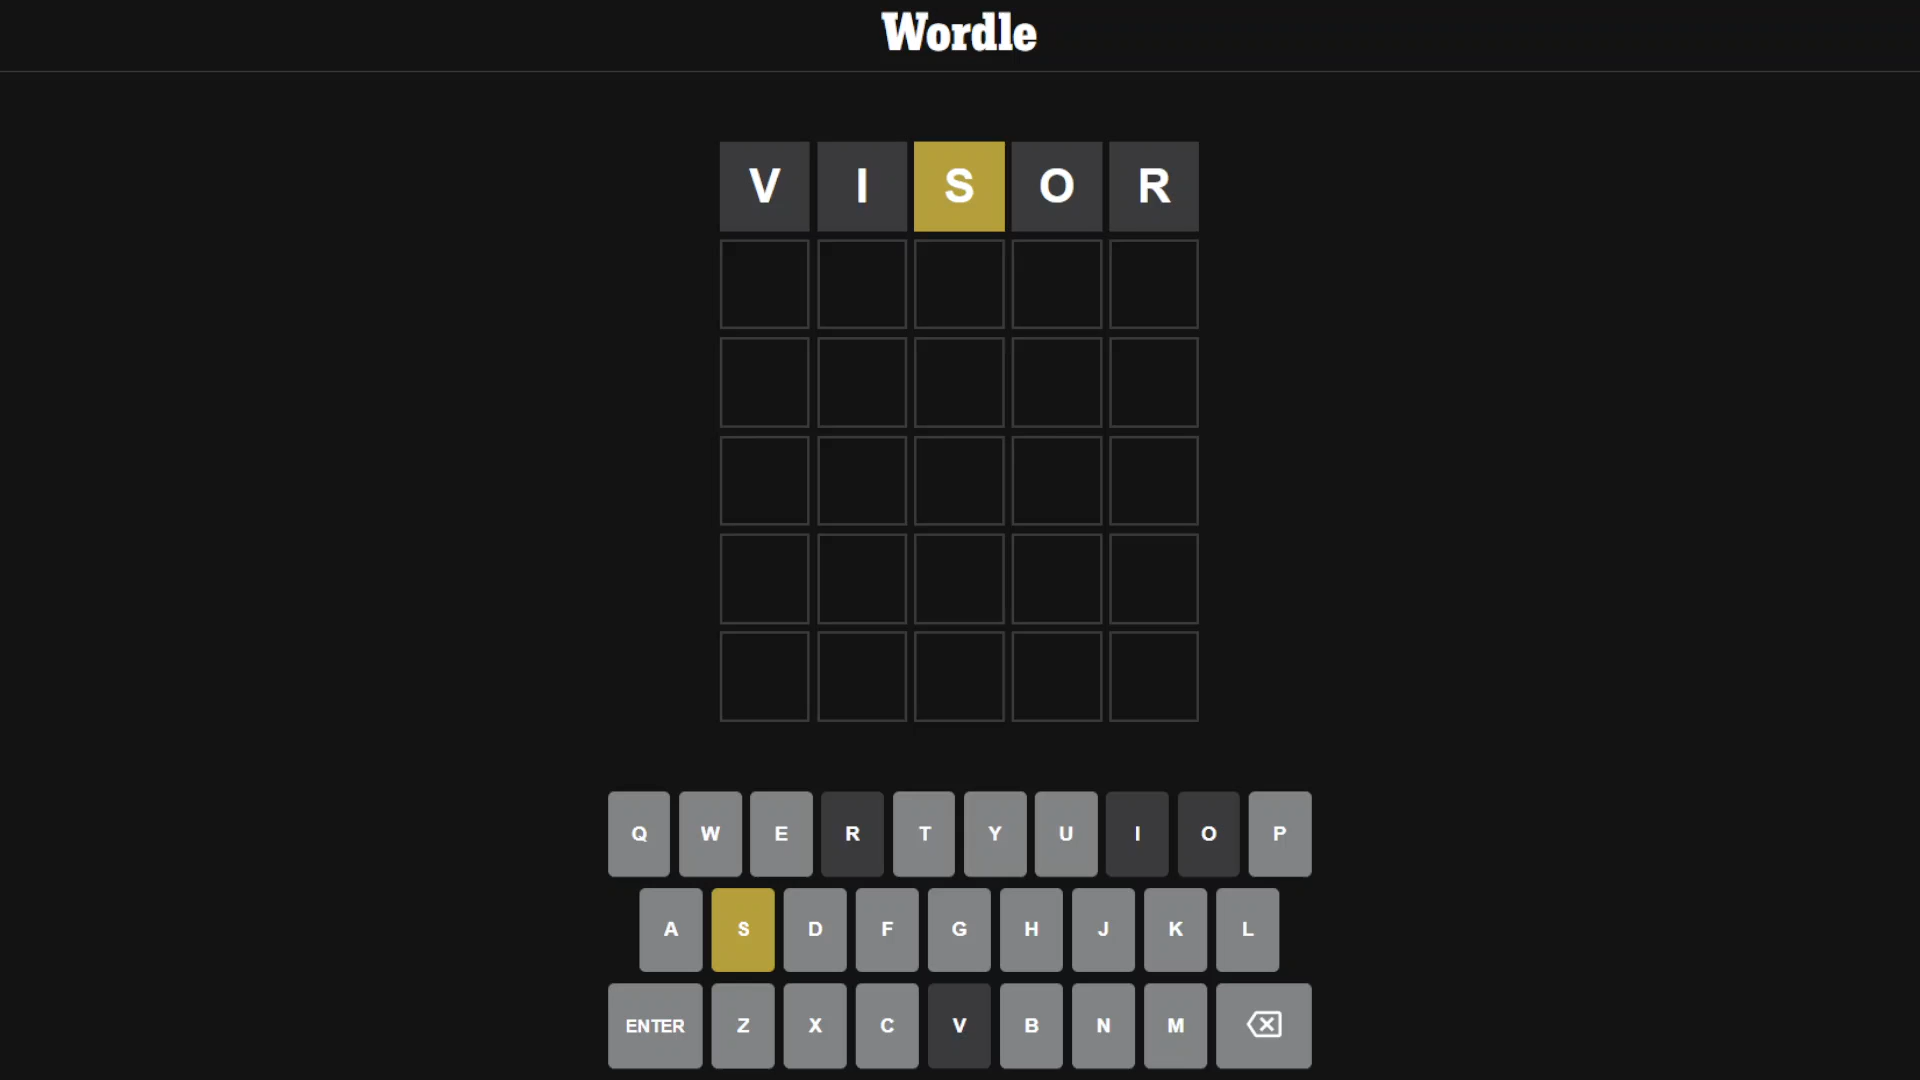 Wordle
V I S O R
Q W E R T Y U I O P
A S D F G H J K L
ENTER Z X C V B N M